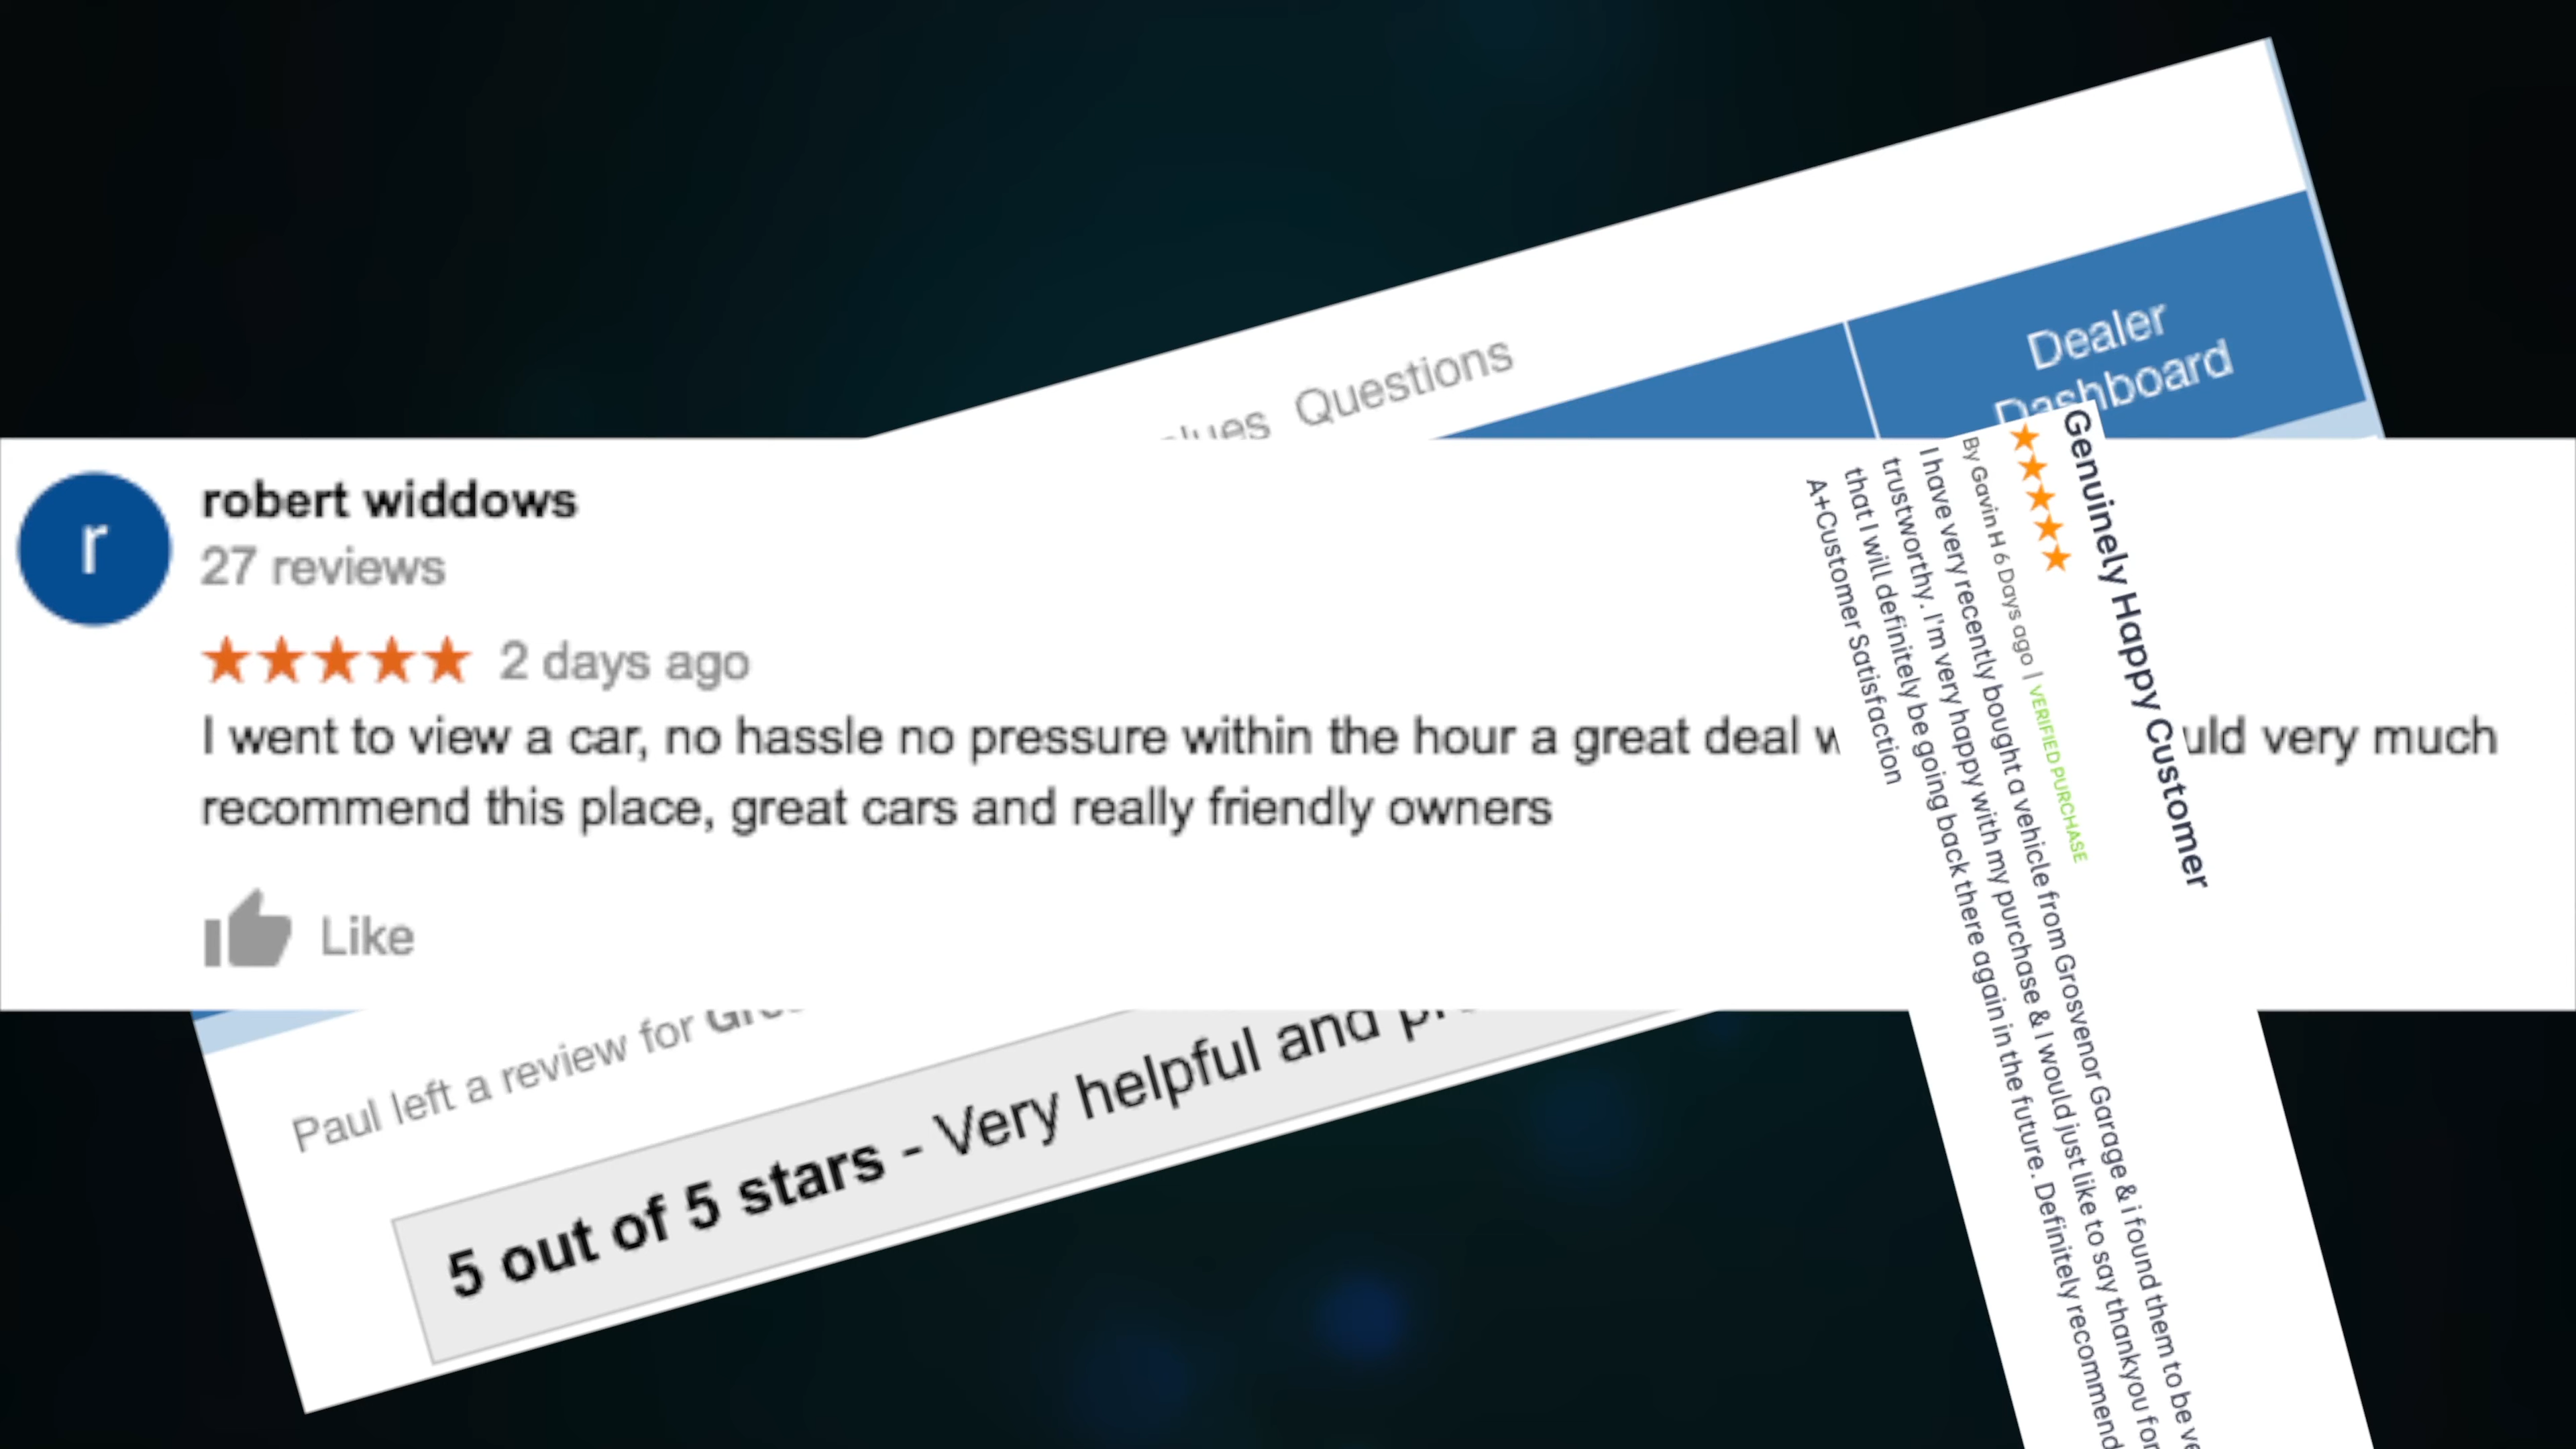 Questions
Dealer
Dashboard
r
robert widdows
27 reviews
2 days ago
I went to view a car, no hassle no pressure within the hour a great deal
very much
recommend this place, great cars and really friendly owners
Like
Genuinely Happy Customer
By Gavin H 6 Days ago | VERIFIED PURCHASE
I have very recently bought a vehicle from Grosvenor Garage & i found them to be
trustworthy. I'm very happy with my purchase & I would just like to say thankyou for
that I will definitely be going back there again in the future. Definitely recommend
A+Customer Satisfaction
Paul left a review for
5 out of 5 stars - Very helpful and